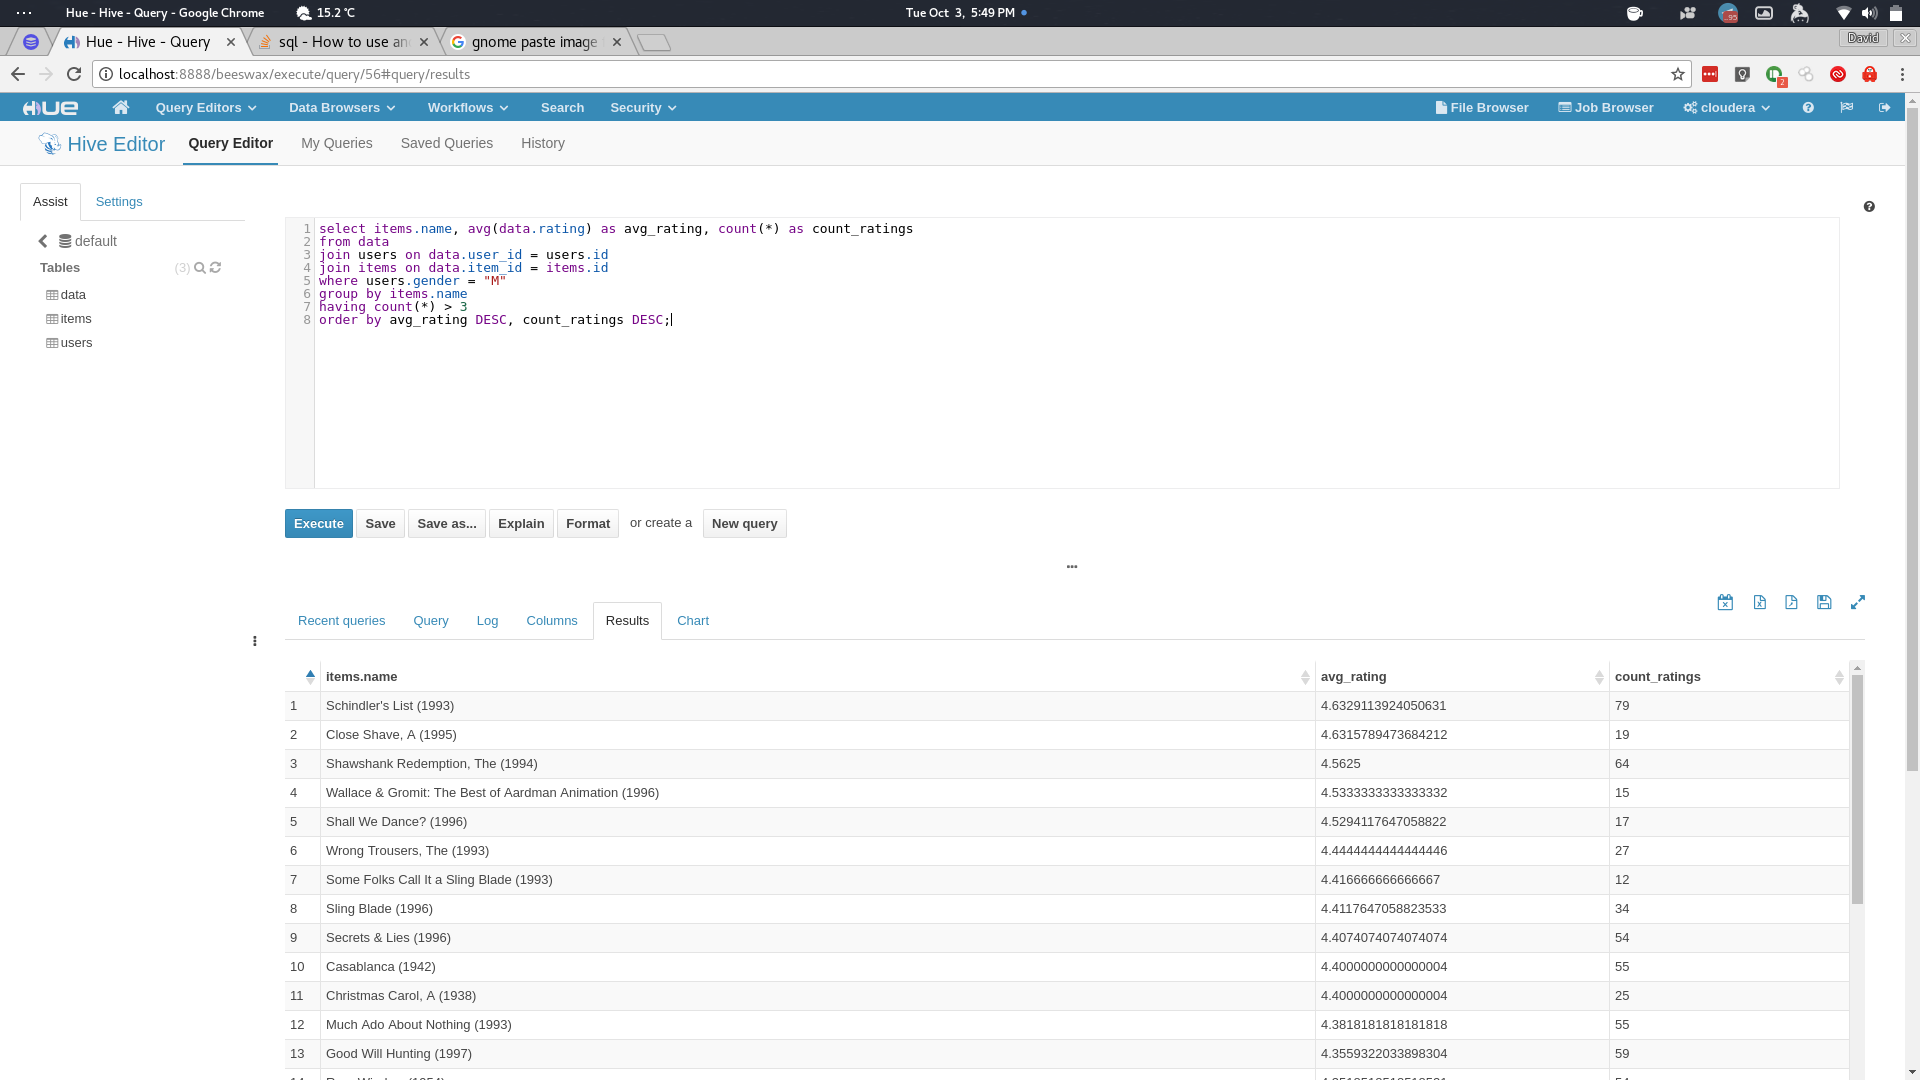 Hue - Hive - Query - Google Chrome
15.2 °C
Tue Oct 3, 5:49 PM
95
Hue - Hive - Query
sql - How to use an
gnome paste image
David
localhost:8888/beeswax/execute/query/56#query/results
2
HUE
Query Editors
Data Browsers
Workflows
Search
Security
File Browser
Job Browser
cloudera
Hive Editor
Query Editor
My Queries
Saved Queries
History
Assist
Settings
default
Tables
(3)
data
items
users
1 select items.name, avg(data.rating) as avg_rating, count(*) as count_ratings
2 from data
3 join users on data.user_id = users.id
4 join items on data.item_id = items.id
5 where users.gender = "M"
6 group by items.name
7 having count(*) > 3
8 order by avg_rating DESC, count_ratings DESC;
Execute
Save
Save as...
Explain
Format
or create a
New query
Recent queries
Query
Log
Columns
Results
Chart
items.name avg_rating count_ratings
1 Schindler's List (1993) 4.6329113924050631 79
2 Close Shave, A (1995) 4.6315789473684212 19
3 Shawshank Redemption, The (1994) 4.5625 64
4 Wallace & Gromit: The Best of Aardman Animation (1996) 4.5333333333333332 15
5 Shall We Dance? (1996) 4.5294117647058822 17
6 Wrong Trousers, The (1993) 4.4444444444444446 27
7 Some Folks Call It a Sling Blade (1993) 4.416666666666667 12
8 Sling Blade (1996) 4.4117647058823533 34
9 Secrets & Lies (1996) 4.4074074074074074 54
10 Casablanca (1942) 4.4000000000000004 55
11 Christmas Carol, A (1938) 4.4000000000000004 25
12 Much Ado About Nothing (1993) 4.3818181818181818 55
13 Good Will Hunting (1997) 4.3559322033898304 59